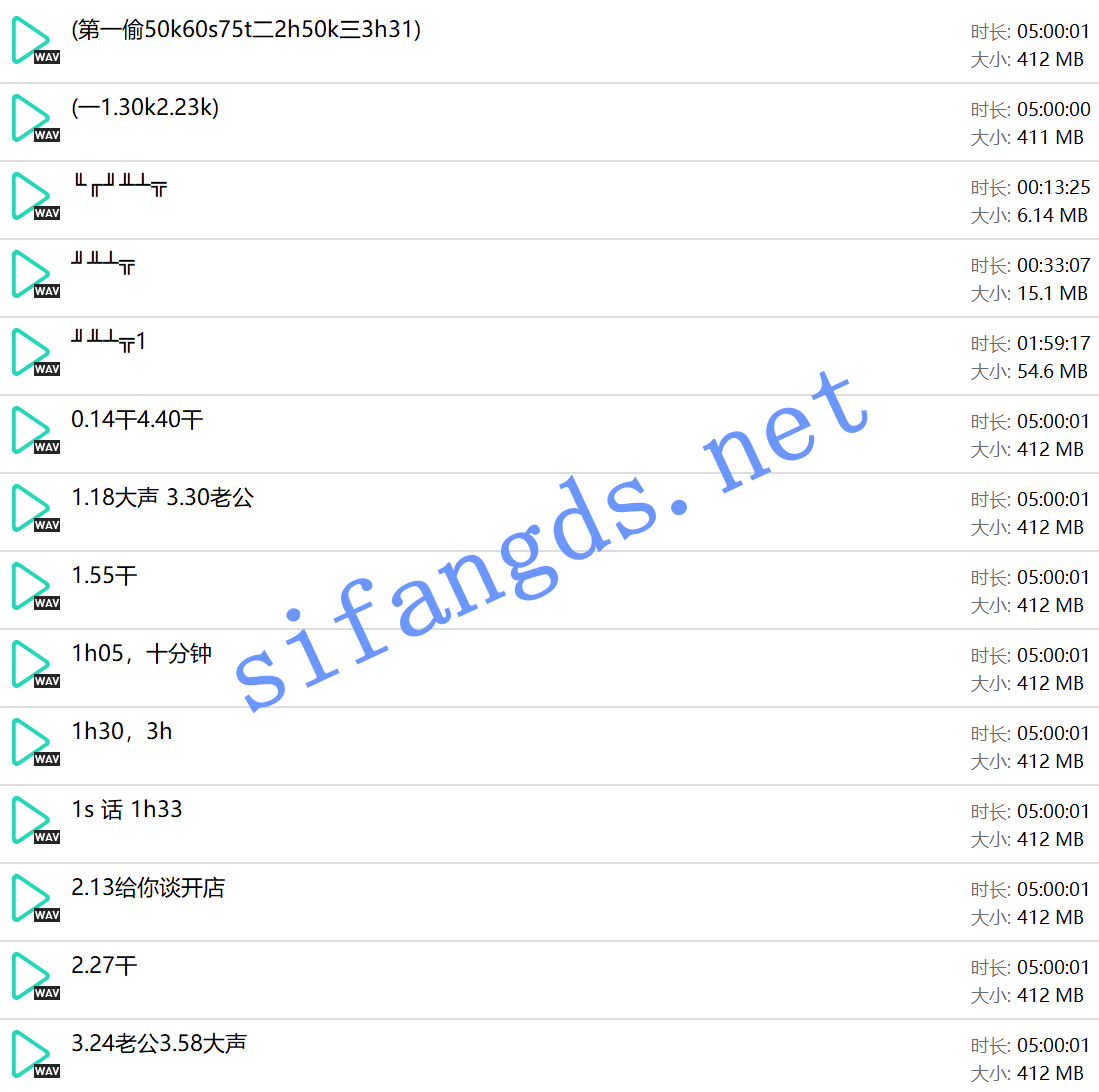 (第一偷50k60s75t二2h50k三3h31)
时长: 05:00:01
WAV
大小: 412 MB
(一1.30k2.23k)
时长: 05:00:00
WAV
大小: 411 MB
╙╓╜╨┴╦
时长: 00:13:25
WAV
大小: 6.14 MB
╜╨┴╦
时长: 00:33:07
WAV
大小: 15.1 MB
╜╨┴╦1
时长: 01:59:17
WAV
大小: 54.6 MB
0.14干4.40干
时长: 05:00:01
WAV
大小: 412 MB
1.18大声 3.30老公
时长: 05:00:01
WAV
大小: 412 MB
1.55干
时长: 05:00:01
WAV
大小: 412 MB
1h05，十分钟
时长: 05:00:01
WAV
大小: 412 MB
1h30，3h
时长: 05:00:01
WAV
大小: 412 MB
1s 话 1h33
时长: 05:00:01
WAV
大小: 412 MB
2.13给你谈开店
时长: 05:00:01
WAV
大小: 412 MB
2.27干
时长: 05:00:01
WAV
大小: 412 MB
3.24老公3.58大声
时长: 05:00:01
WAV
大小: 412 MB
sifangds.net